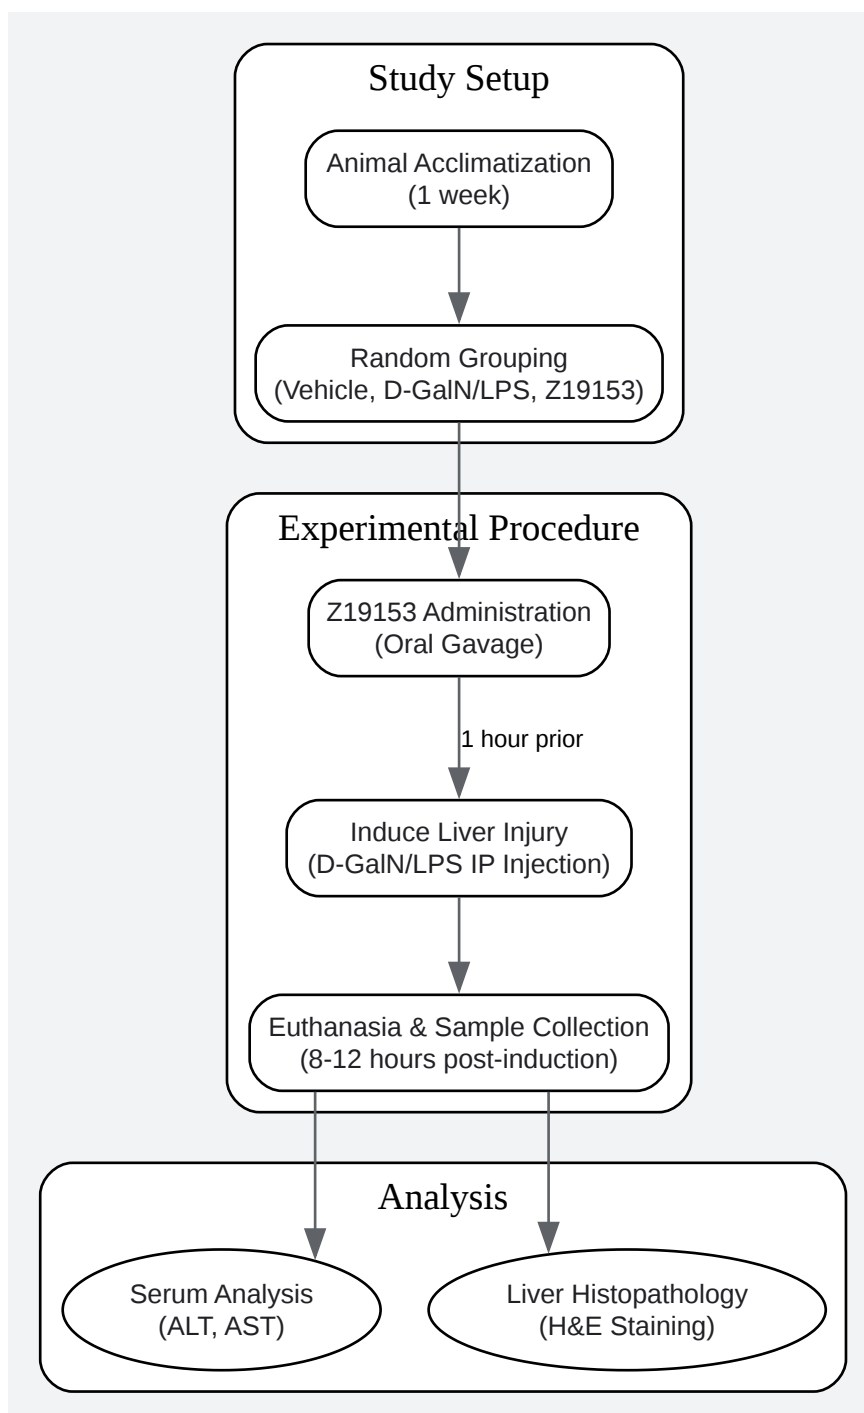 Study Setup
Animal Acclimatization
(1 week)
Random Grouping
(Vehicle, D-GalN/LPS, Z19153)
Experimental Procedure
Z19153 Administration
(Oral Gavage)
1 hour prior
Induce Liver Injury
(D-GalN/LPS IP Injection)
Euthanasia & Sample Collection
(8-12 hours post-induction)
Analysis
Serum Analysis
(ALT, AST)
Liver Histopathology
(H&E Staining)